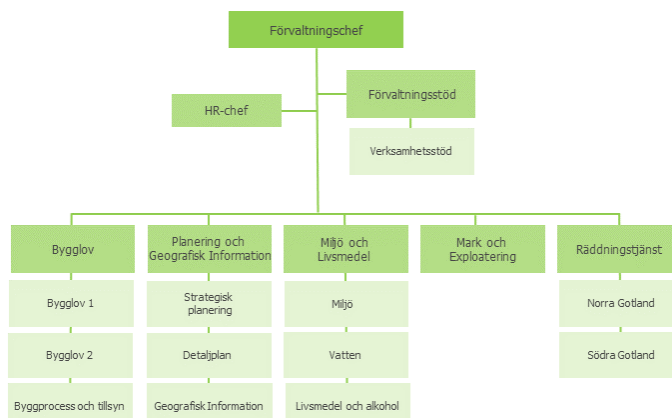 Förvaltningschef
Förvaltningsstöd
HR-chef
Verksamhetsstöd
Bygglov
Planering och
Geografisk Information
Miljö och
Livsmedel
Mark och
Exploatering
Räddningstjänst
Bygglov 1
Strategisk
planering
Miljö
Norra Gotland
Bygglov 2
Detaljplan
Vatten
Södra Gotland
Byggprocess och tillsyn
Geografisk Information
Livsmedel och alkohol